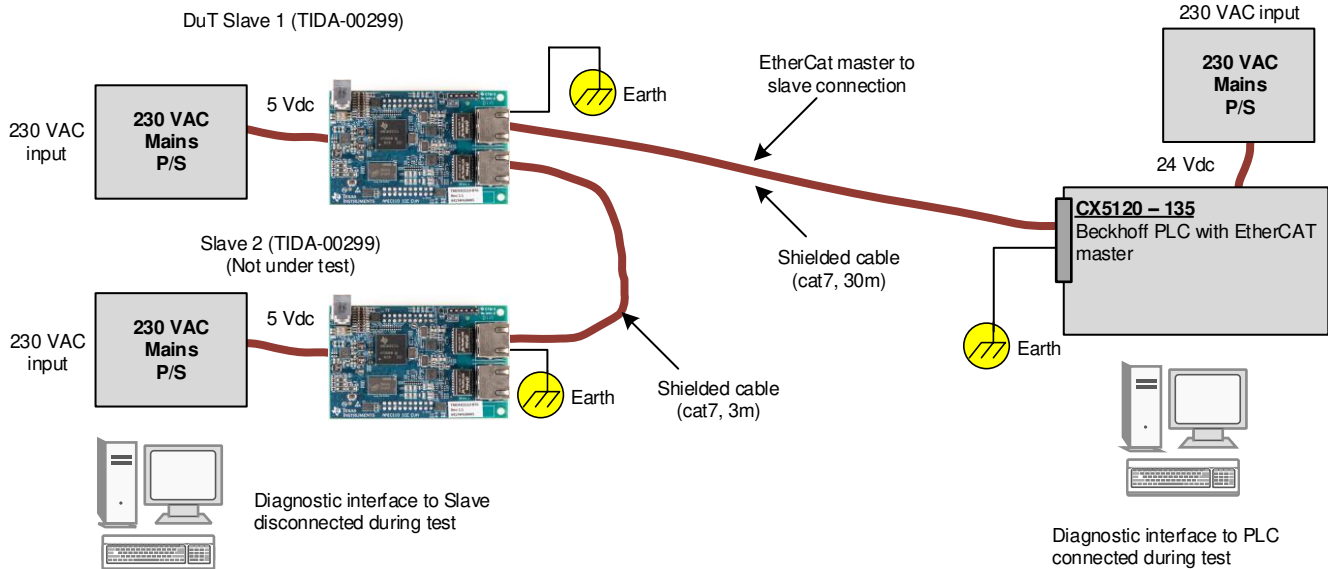 DuT Slave 1 (TIDA-00299)
230 VAC input
230 VAC
Mains
P/S
EtherCat master to
slave connection
Earth
5 Vdc
230 VAC
Mains
P/S
230 VAC
input
24 Vdc
CX5120 – 135
Beckhoff PLC with EtherCAT
master
Slave 2 (TIDA-00299)
(Not under test)
Shielded cable
(cat7, 30m)
5 Vdc
230 VAC
Mains
P/S
230 VAC
input
Earth
Earth
Shielded cable
(cat7, 3m)
Diagnostic interface to Slave
disconnected during test
Diagnostic interface to PLC
connected during test